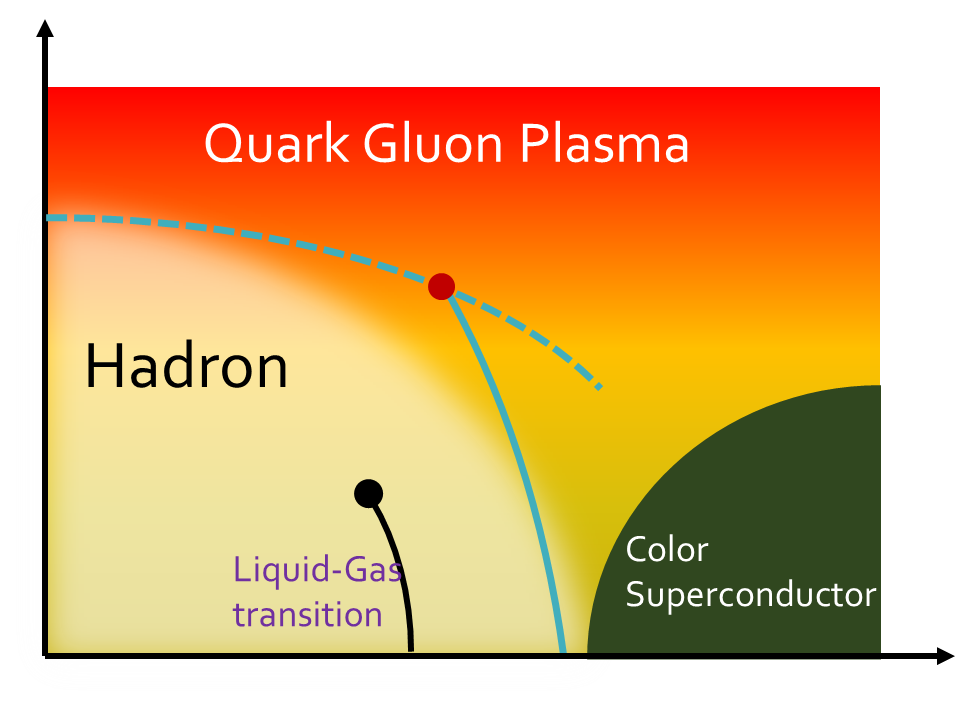 Quark Gluon Plasma
Hadron
Liquid-Gas
transition
Color
Superconductor